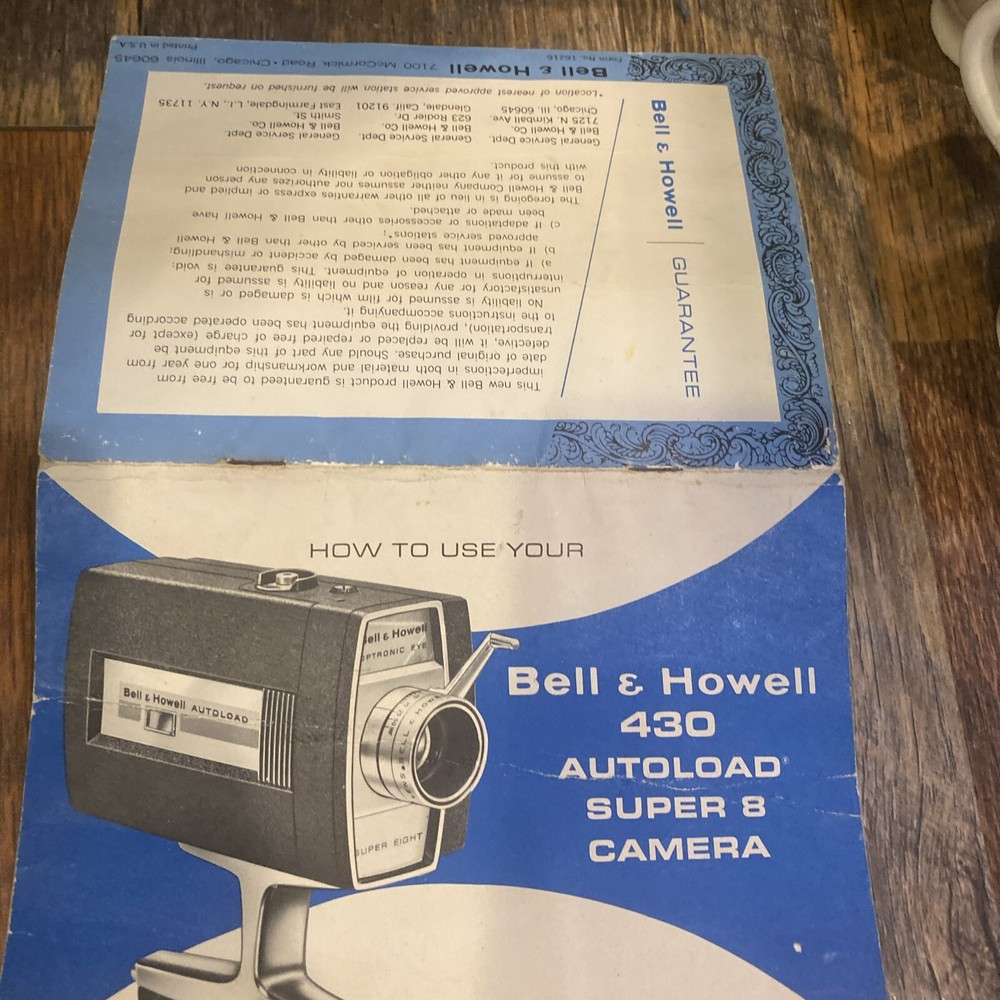 Bell & Howell | GUARANTEE
This new Bell & Howell product is guaranteed to be free from
imperfections in both material and workmanship for one year from
date of original purchase. Should any part of this equipment be
defective, it will be replaced or repaired free of charge (except for
transportation), providing the equipment has been operated according
to the instructions accompanying it.
No liability is assumed for film which is damaged or is
unsatisfactory for any reason and no liability is assumed for
interruptions in operation of equipment. This guarantee is void:
a) If equipment has been damaged by accident or mishandling;
b) If equipment has been serviced by other than Bell & Howell
approved service stations*;
c) If adaptations or accessories other than Bell & Howell have
been made or attached.
The foregoing is in lieu of all other warranties express or implied and
Bell & Howell Company neither assumes nor authorizes any person
to assume for it any other obligation or liability in connection
with this product.
General Service Dept. General Service Dept. General Service Dept.
Bell & Howell Co. Bell & Howell Co. Bell & Howell Co.
7125 N. Kimball Ave. 623 Rodier Dr. Smith St.
Chicago, Ill. 60645 Glendale, Calif. 91201 East Farmingdale, L.I., N.Y. 11735
*Location of nearest approved service station will be furnished on request.
Bell & Howell 7100 McCormick Road • Chicago, Illinois 60645
Form No. 16216 Printed in U.S.A.
HOW TO USE YOUR
Bell & Howell
430
AUTOLOAD®
SUPER 8
CAMERA
Bell & Howell
OPTRONIC EYE
Bell & Howell AUTOLOAD
BELL & HOWELL
SUPER EIGHT